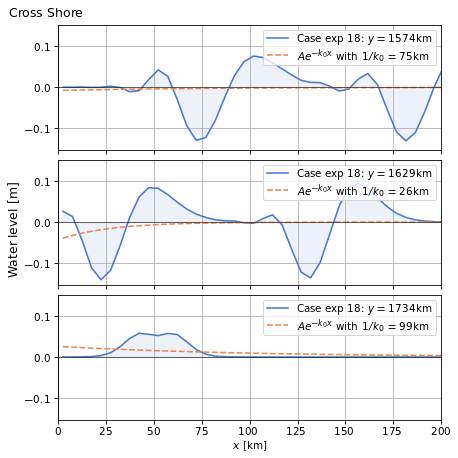 Cross Shore
Water level [m]
0.1
0.0
−0.1
Case exp 18: y = 1574km
Ae^{−k₀x} with 1/k₀ = 75km
0.1
0.0
−0.1
Case exp 18: y = 1629km
Ae^{−k₀x} with 1/k₀ = 26km
0.1
0.0
−0.1
Case exp 18: y = 1734km
Ae^{−k₀x} with 1/k₀ = 99km
0 25 50 75 100 125 150 175 200
x [km]